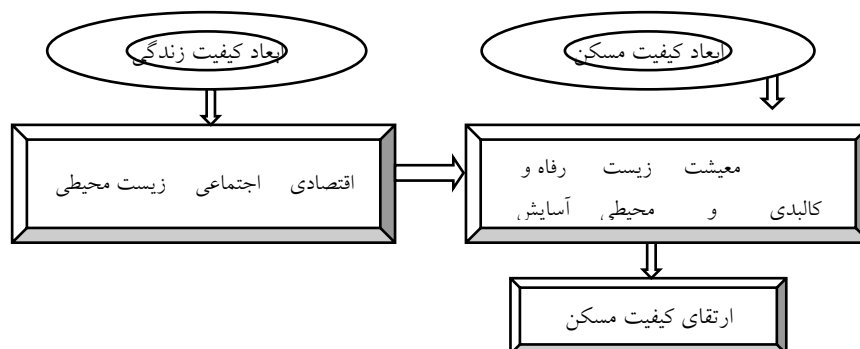 ابعاد کیفیت مسکن
ابعاد کیفیت زندگی
معیشت زیست رفاه و
کالبدی و محیطی آسایش
اقتصادی اجتماعی زیست محیطی
ارتقای کیفیت مسکن